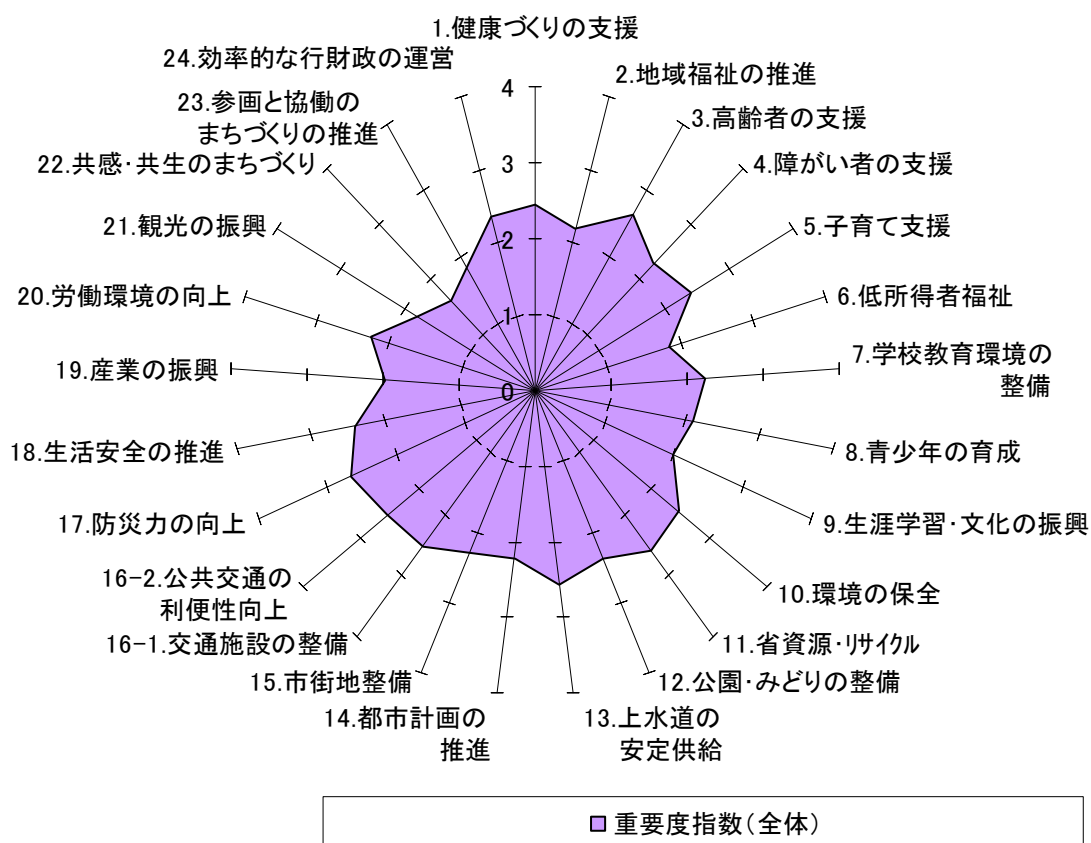 1.健康づくりの支援
2.地域福祉の推進
3.高齢者の支援
4.障がい者の支援
5.子育て支援
6.低所得者福祉
7.学校教育環境の
整備
8.青少年の育成
9.生涯学習・文化の振興
10.環境の保全
11.省資源・リサイクル
12.公園・みどりの整備
13.上水道の
安定供給
14.都市計画の
推進
15.市街地整備
16-1.交通施設の整備
16-2.公共交通の
利便性向上
17.防災力の向上
18.生活安全の推進
19.産業の振興
20.労働環境の向上
21.観光の振興
22.共感・共生のまちづくり
23.参画と協働の
まちづくりの推進
24.効率的な行財政の運営
4
3
2
1
0
重要度指数(全体)